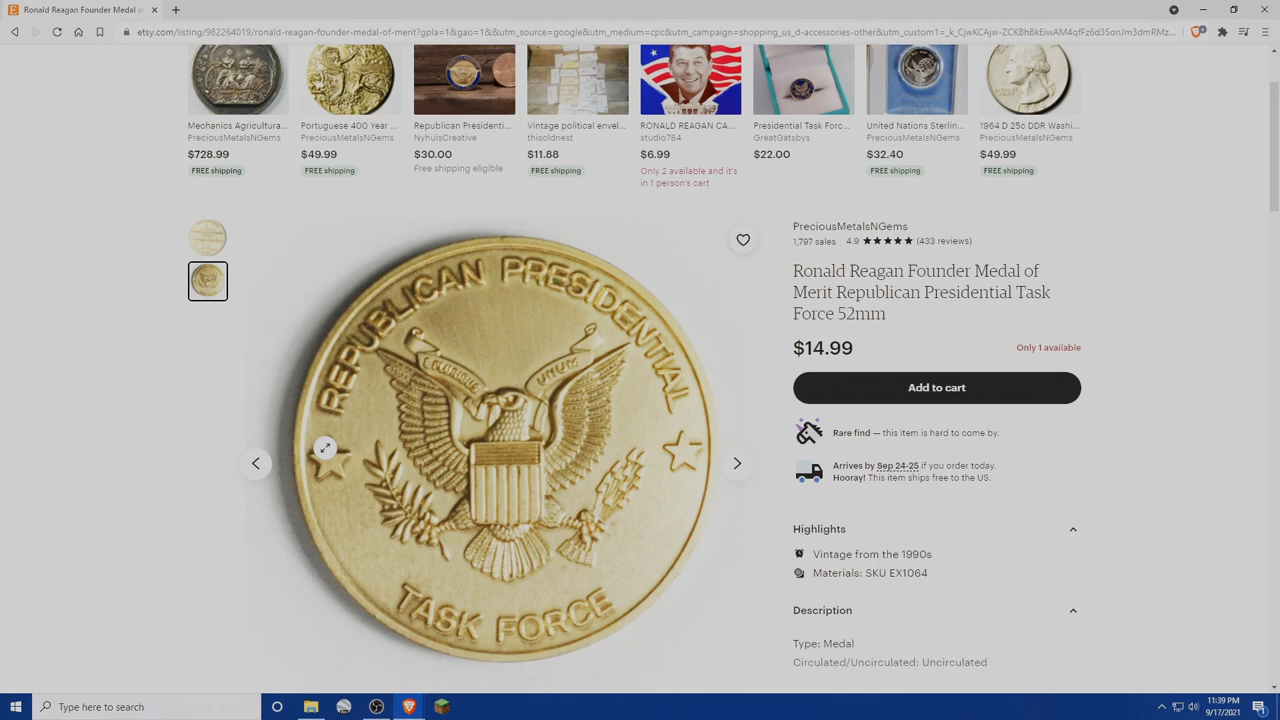 Ronald Reagan Founder Medal of
etsy.com/listing/982264019/ronald-reagan-founder-medal-of-merit?gpla=1&gao=1&&utm_source=google&utm_medium=cpc&utm_campaign=shopping_us_d-accessories-other&utm_custom1=_k_CjwKCAjw-ZCKBhBkEiwAM4qfFz6d35onJm3dmRMz...
Mechanics Agricultura...
PreciousMetalsNGems
$728.99
FREE shipping
Portuguese 400 Year ...
PreciousMetalsNGems
$49.99
FREE shipping
Republican Presidenti...
NyhuisCreative
$30.00
Free shipping eligible
Vintage political envel...
thisoldnest
$11.88
FREE shipping
RONALD REAGAN CA...
studio784
$6.99
Only 2 available and it's
in 1 person's cart
Presidential Task Forc...
GreatGatsbys
$22.00
United Nations Sterlin...
PreciousMetalsNGems
$32.40
FREE shipping
1964 D 25c DDR Washi...
PreciousMetalsNGems
$49.99
FREE shipping
REPUBLICAN PRESIDENTIAL
E PLURIBUS UNUM
TASK FORCE
PreciousMetalsNGems
1,797 sales 4.9 ★★★★★ (433 reviews)
Ronald Reagan Founder Medal of
Merit Republican Presidential Task
Force 52mm
$14.99
Only 1 available
Add to cart
Rare find — this item is hard to come by.
Arrives by Sep 24-25 if you order today.
Hooray! This item ships free to the US.
Highlights
Vintage from the 1990s
Materials: SKU EX1064
Description
Type: Medal
Circulated/Uncirculated: Uncirculated
Type here to search
11:39 PM
9/17/2021
1